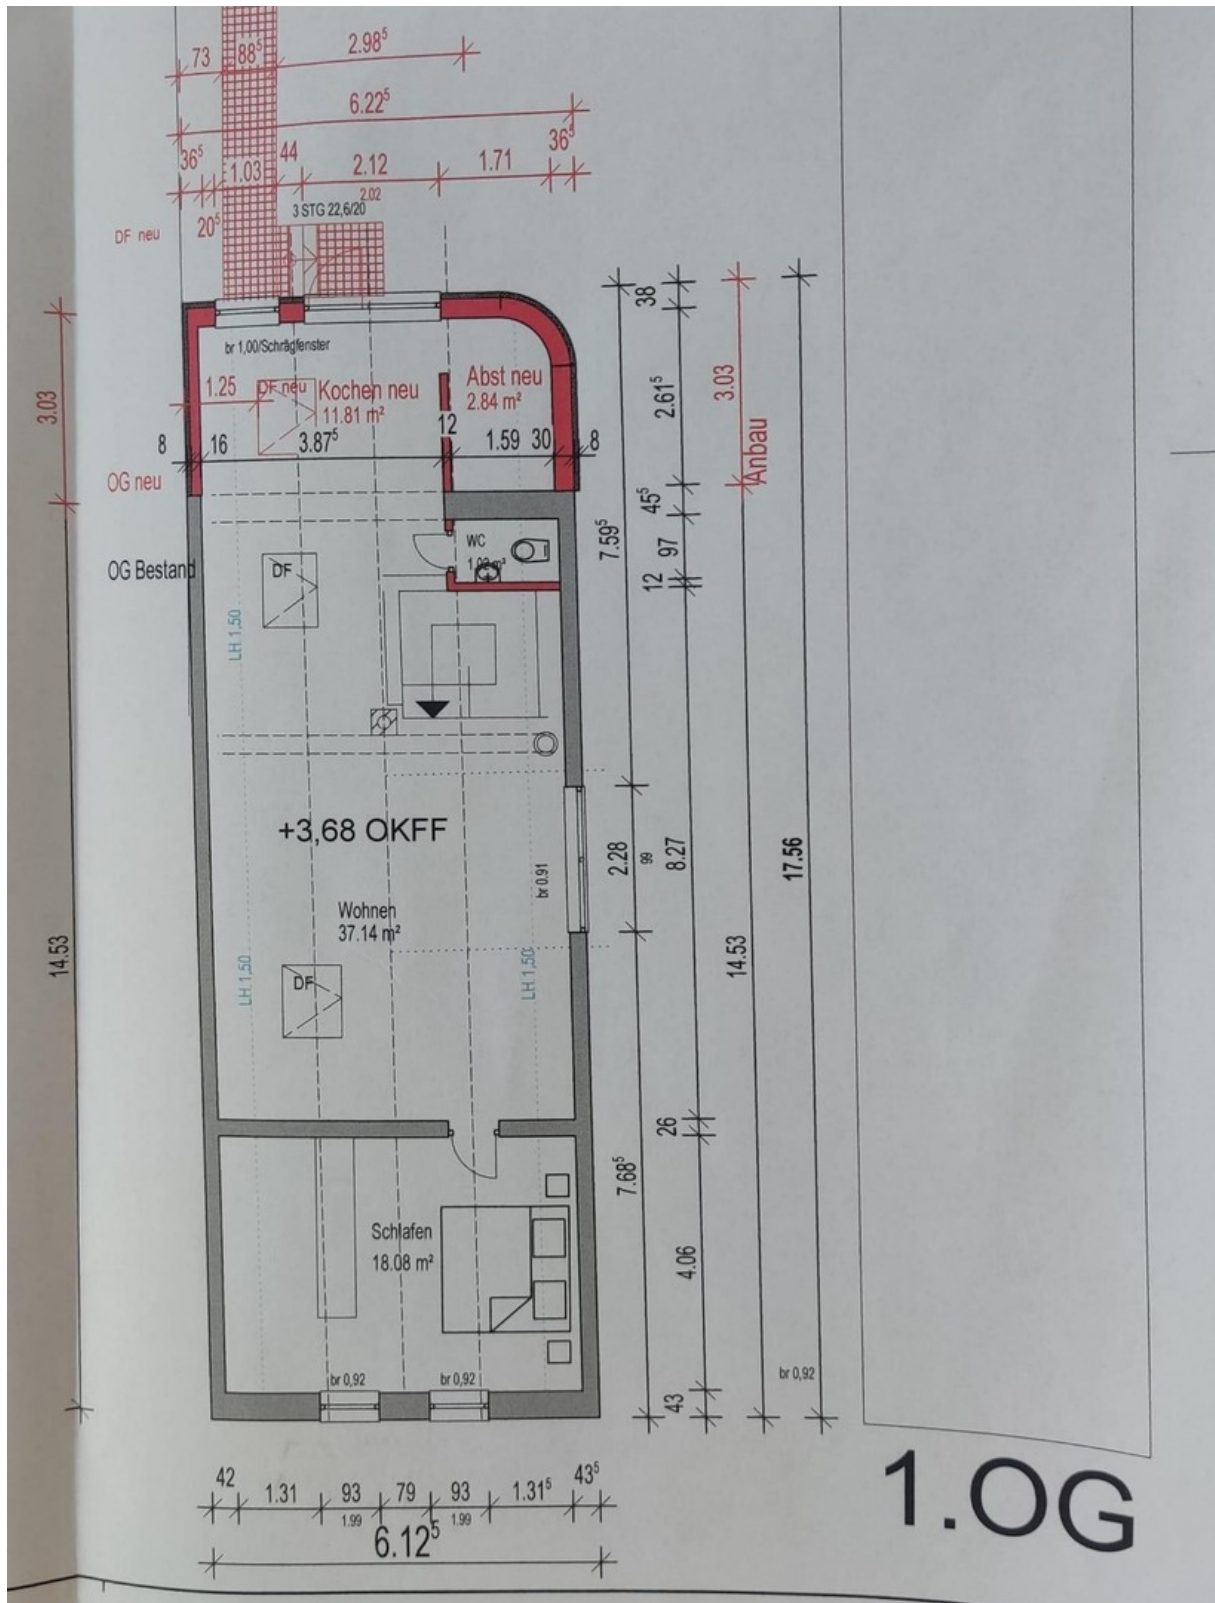 73
88⁵
2.98⁵
6.22⁵
36⁵
1.03
44
2.12
2.02
1.71
36⁵
20⁵
3 STG 22,6/20
DF neu
38
br 1,00/Schrägfenster
1.25
DF neu
Kochen neu
11.81 m²
Abst neu
2.84 m²
3.03
2.61⁵
3.03
Anbau
8
16
3.87⁵
12
1.59
30
8
OG neu
45⁵
OG Bestand
DF
WC
1.02 m²
7.59⁵
97
12
LH 1,50
+3,68 OKFF
br 0.91
2.28
99
8.27
17.56
Wohnen
37.14 m²
14.53
LH 1,50
DF
LH 1,50
14.53
26
7.68⁵
Schlafen
18.08 m²
4.06
br 0,92
br 0,92
br 0,92
43
42
1.31
93
1.99
79
93
1.99
1.31⁵
43⁵
6.12⁵
1.OG